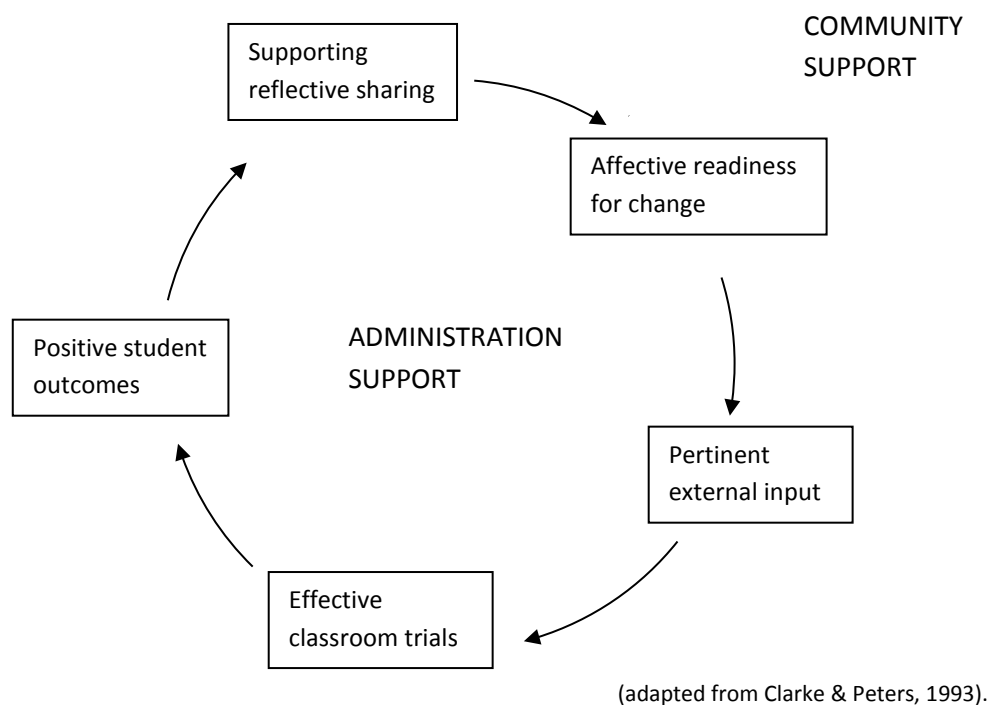 COMMUNITY
SUPPORT
Supporting
reflective sharing
Affective readiness
for change
Positive student
outcomes
ADMINISTRATION
SUPPORT
Pertinent
external input
Effective
classroom trials
(adapted from Clarke & Peters, 1993).